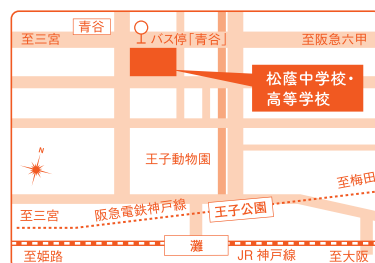 青谷
至三宮
バス停「青谷」
至阪急六甲
松蔭中学校・
高等学校
N
王子動物園
至梅田
至三宮
阪急電鉄神戸線
王子公園
灘
至姫路
JR 神戸線
至大阪